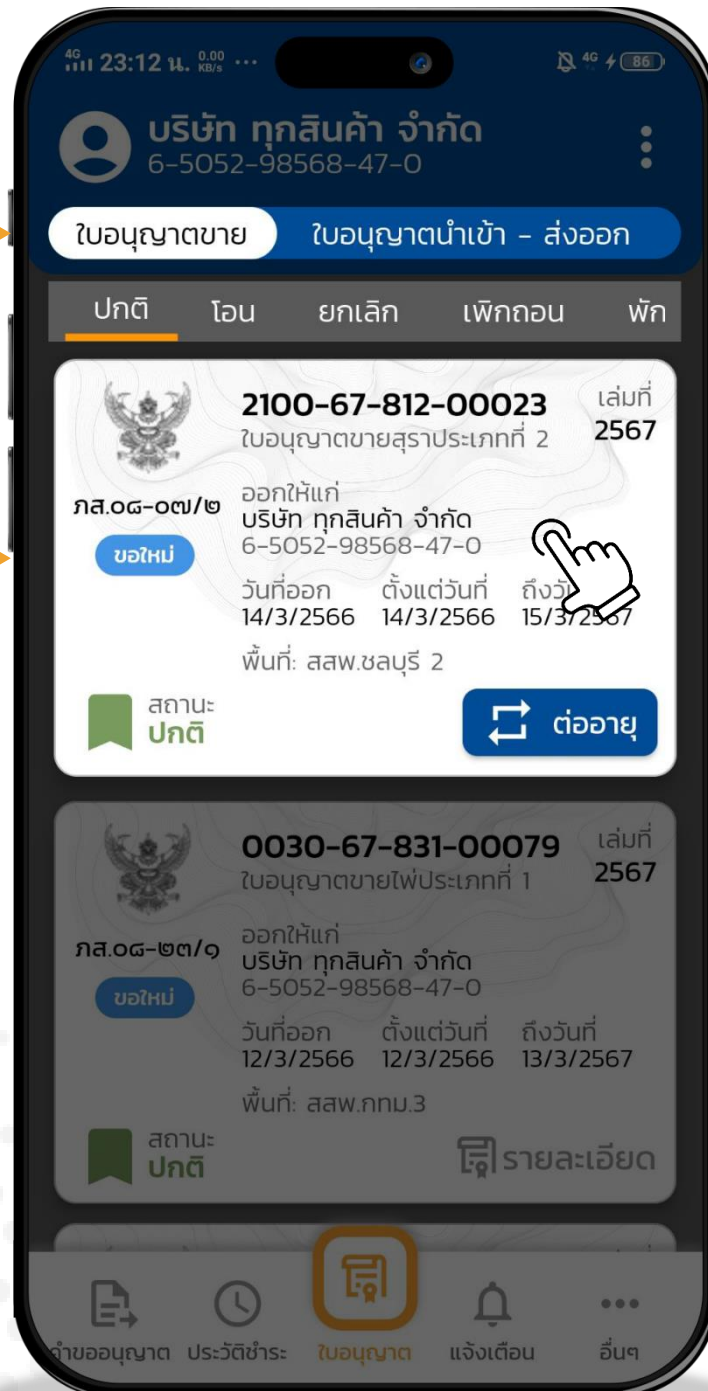 4G 23:12 น. 0.00 KB/s ... 4G 86
บริษัท ทุกสินค้า จำกัด
6-5052-98568-47-0
ใบอนุญาตขาย ใบอนุญาตนำเข้า - ส่งออก
ปกติ โอน ยกเลิก เพิกถอน พัก
2100-67-812-00023 เล่มที่
ใบอนุญาตขายสุราประเภทที่ 2 2567
ภส.๐๘-๐๗/๒ ออกให้แก่
บริษัท ทุกสินค้า จำกัด
ขอใหม่ 6-5052-98568-47-0
วันที่ออก ตั้งแต่วันที่ ถึงวั
14/3/2566 14/3/2566 15/3/2567
พื้นที่: สสพ.ชลบุรี 2
สถานะ
ปกติ ต่ออายุ
0030-67-831-00079 เล่มที่
ใบอนุญาตขายไพ่ประเภทที่ 1 2567
ภส.๐๘-๒๓/๑ ออกให้แก่
บริษัท ทุกสินค้า จำกัด
ขอใหม่ 6-5052-98568-47-0
วันที่ออก ตั้งแต่วันที่ ถึงวันที่
12/3/2566 12/3/2566 13/3/2567
พื้นที่: สสพ.กทม.3
สถานะ
ปกติ รายละเอียด
คำขออนุญาต ประวัติชำระ ใบอนุญาต แจ้งเตือน อื่นๆ